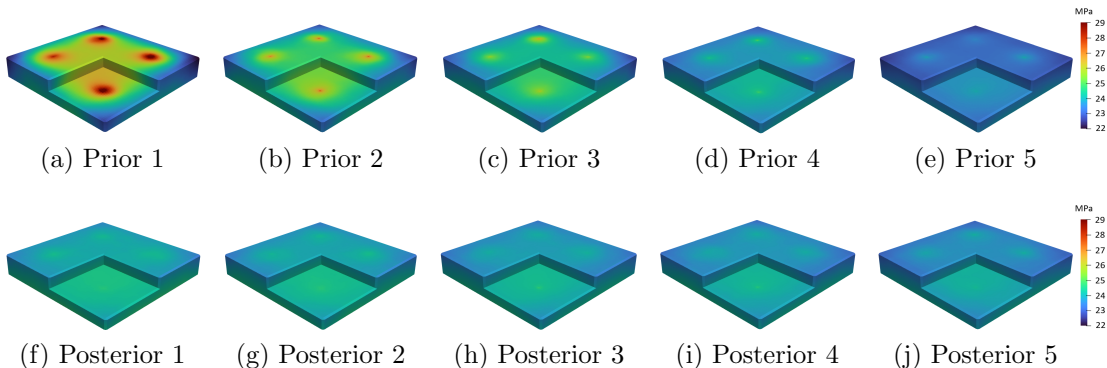 MPa
29
28
27
26
25
24
23
22
(a) Prior 1
(b) Prior 2
(c) Prior 3
(d) Prior 4
(e) Prior 5
MPa
29
28
27
26
25
24
23
22
(f) Posterior 1
(g) Posterior 2
(h) Posterior 3
(i) Posterior 4
(j) Posterior 5